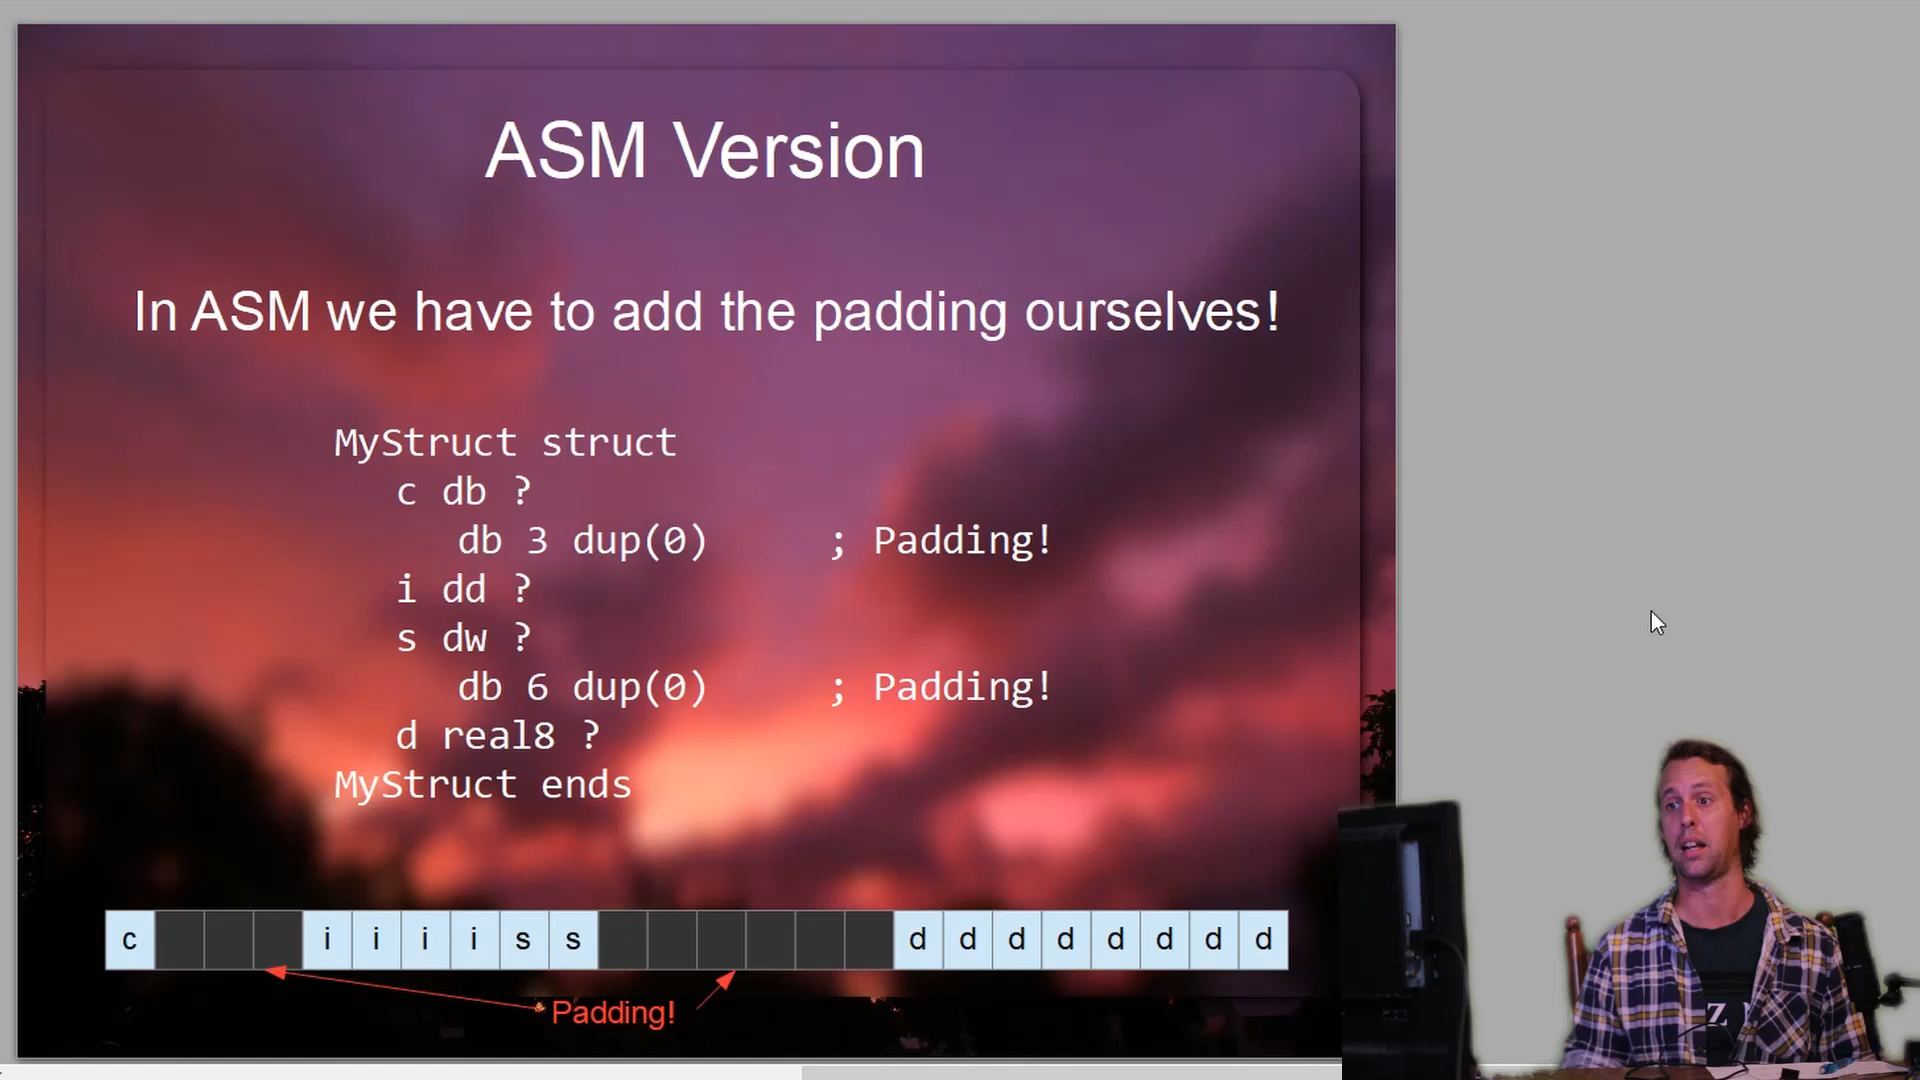 ASM Version
In ASM we have to add the padding ourselves!
MyStruct struct
c db ?
db 3 dup(0) ; Padding!
i dd ?
s dw ?
db 6 dup(0) ; Padding!
d real8 ?
MyStruct ends
c i i i i s s d d d d d d d d
Padding!
Z